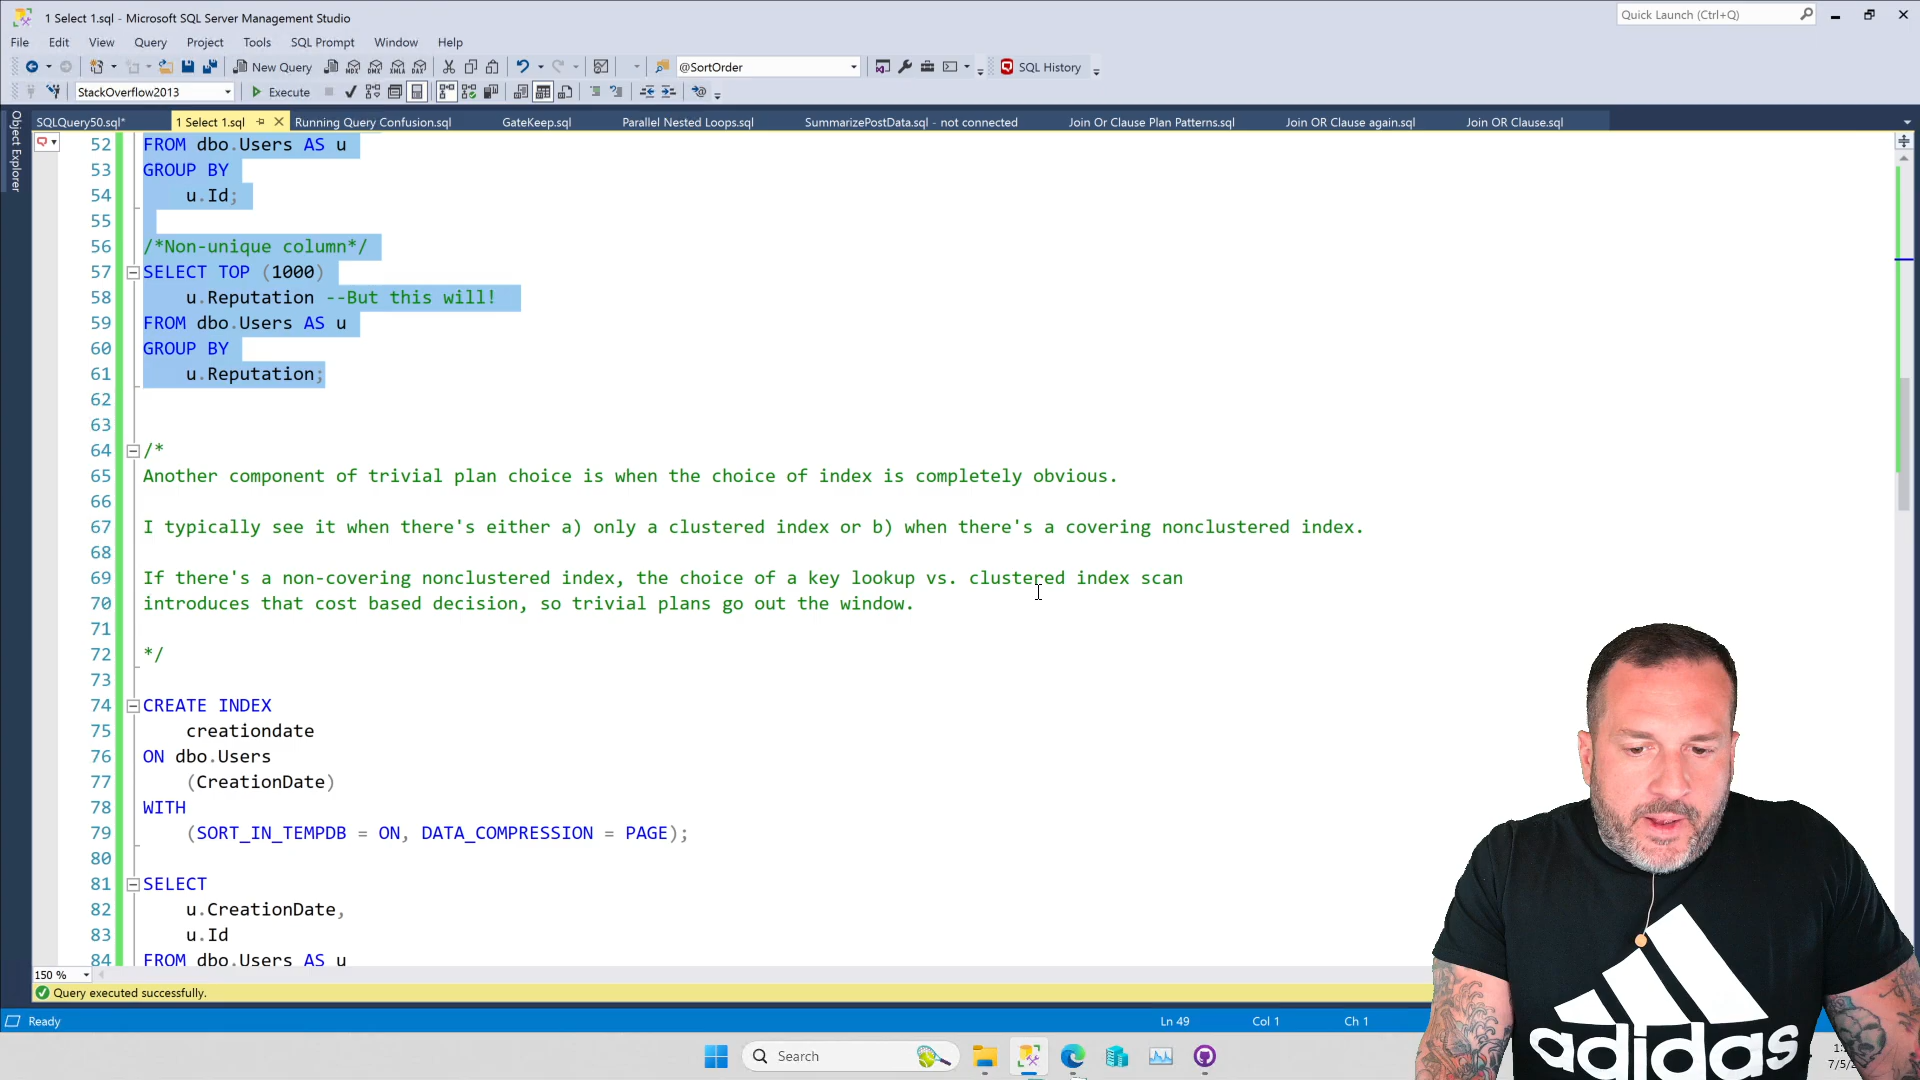 1 Select 1.sql - Microsoft SQL Server Management Studio
Quick Launch (Ctrl+Q)
File Edit View Query Project Tools SQL Prompt Window Help
New Query
@SortOrder
SQL History
StackOverflow2013
Execute
SQLQuery50.sql* 1 Select 1.sql Running Query Confusion.sql GateKeep.sql Parallel Nested Loops.sql SummarizePostData.sql - not connected Join Or Clause Plan Patterns.sql Join OR Clause again.sql Join OR Clause.sql
Object Explorer
52 FROM dbo.Users AS u
53 GROUP BY
54 u.Id;
55
56 /*Non-unique column*/
57 SELECT TOP (1000)
58 u.Reputation --But this will!
59 FROM dbo.Users AS u
60 GROUP BY
61 u.Reputation;
62
63
64 /*
65 Another component of trivial plan choice is when the choice of index is completely obvious.
66
67 I typically see it when there's either a) only a clustered index or b) when there's a covering nonclustered index.
68
69 If there's a non-covering nonclustered index, the choice of a key lookup vs. clustered index scan
70 introduces that cost based decision, so trivial plans go out the window.
71
72 */
73
74 CREATE INDEX
75 creationdate
76 ON dbo.Users
77 (CreationDate)
78 WITH
79 (SORT_IN_TEMPDB = ON, DATA_COMPRESSION = PAGE);
80
81 SELECT
82 u.CreationDate,
83 u.Id
84 FROM dbo.Users AS u
150 %
Query executed successfully.
Ready Ln 49 Col 1 Ch 1
Search
adidas